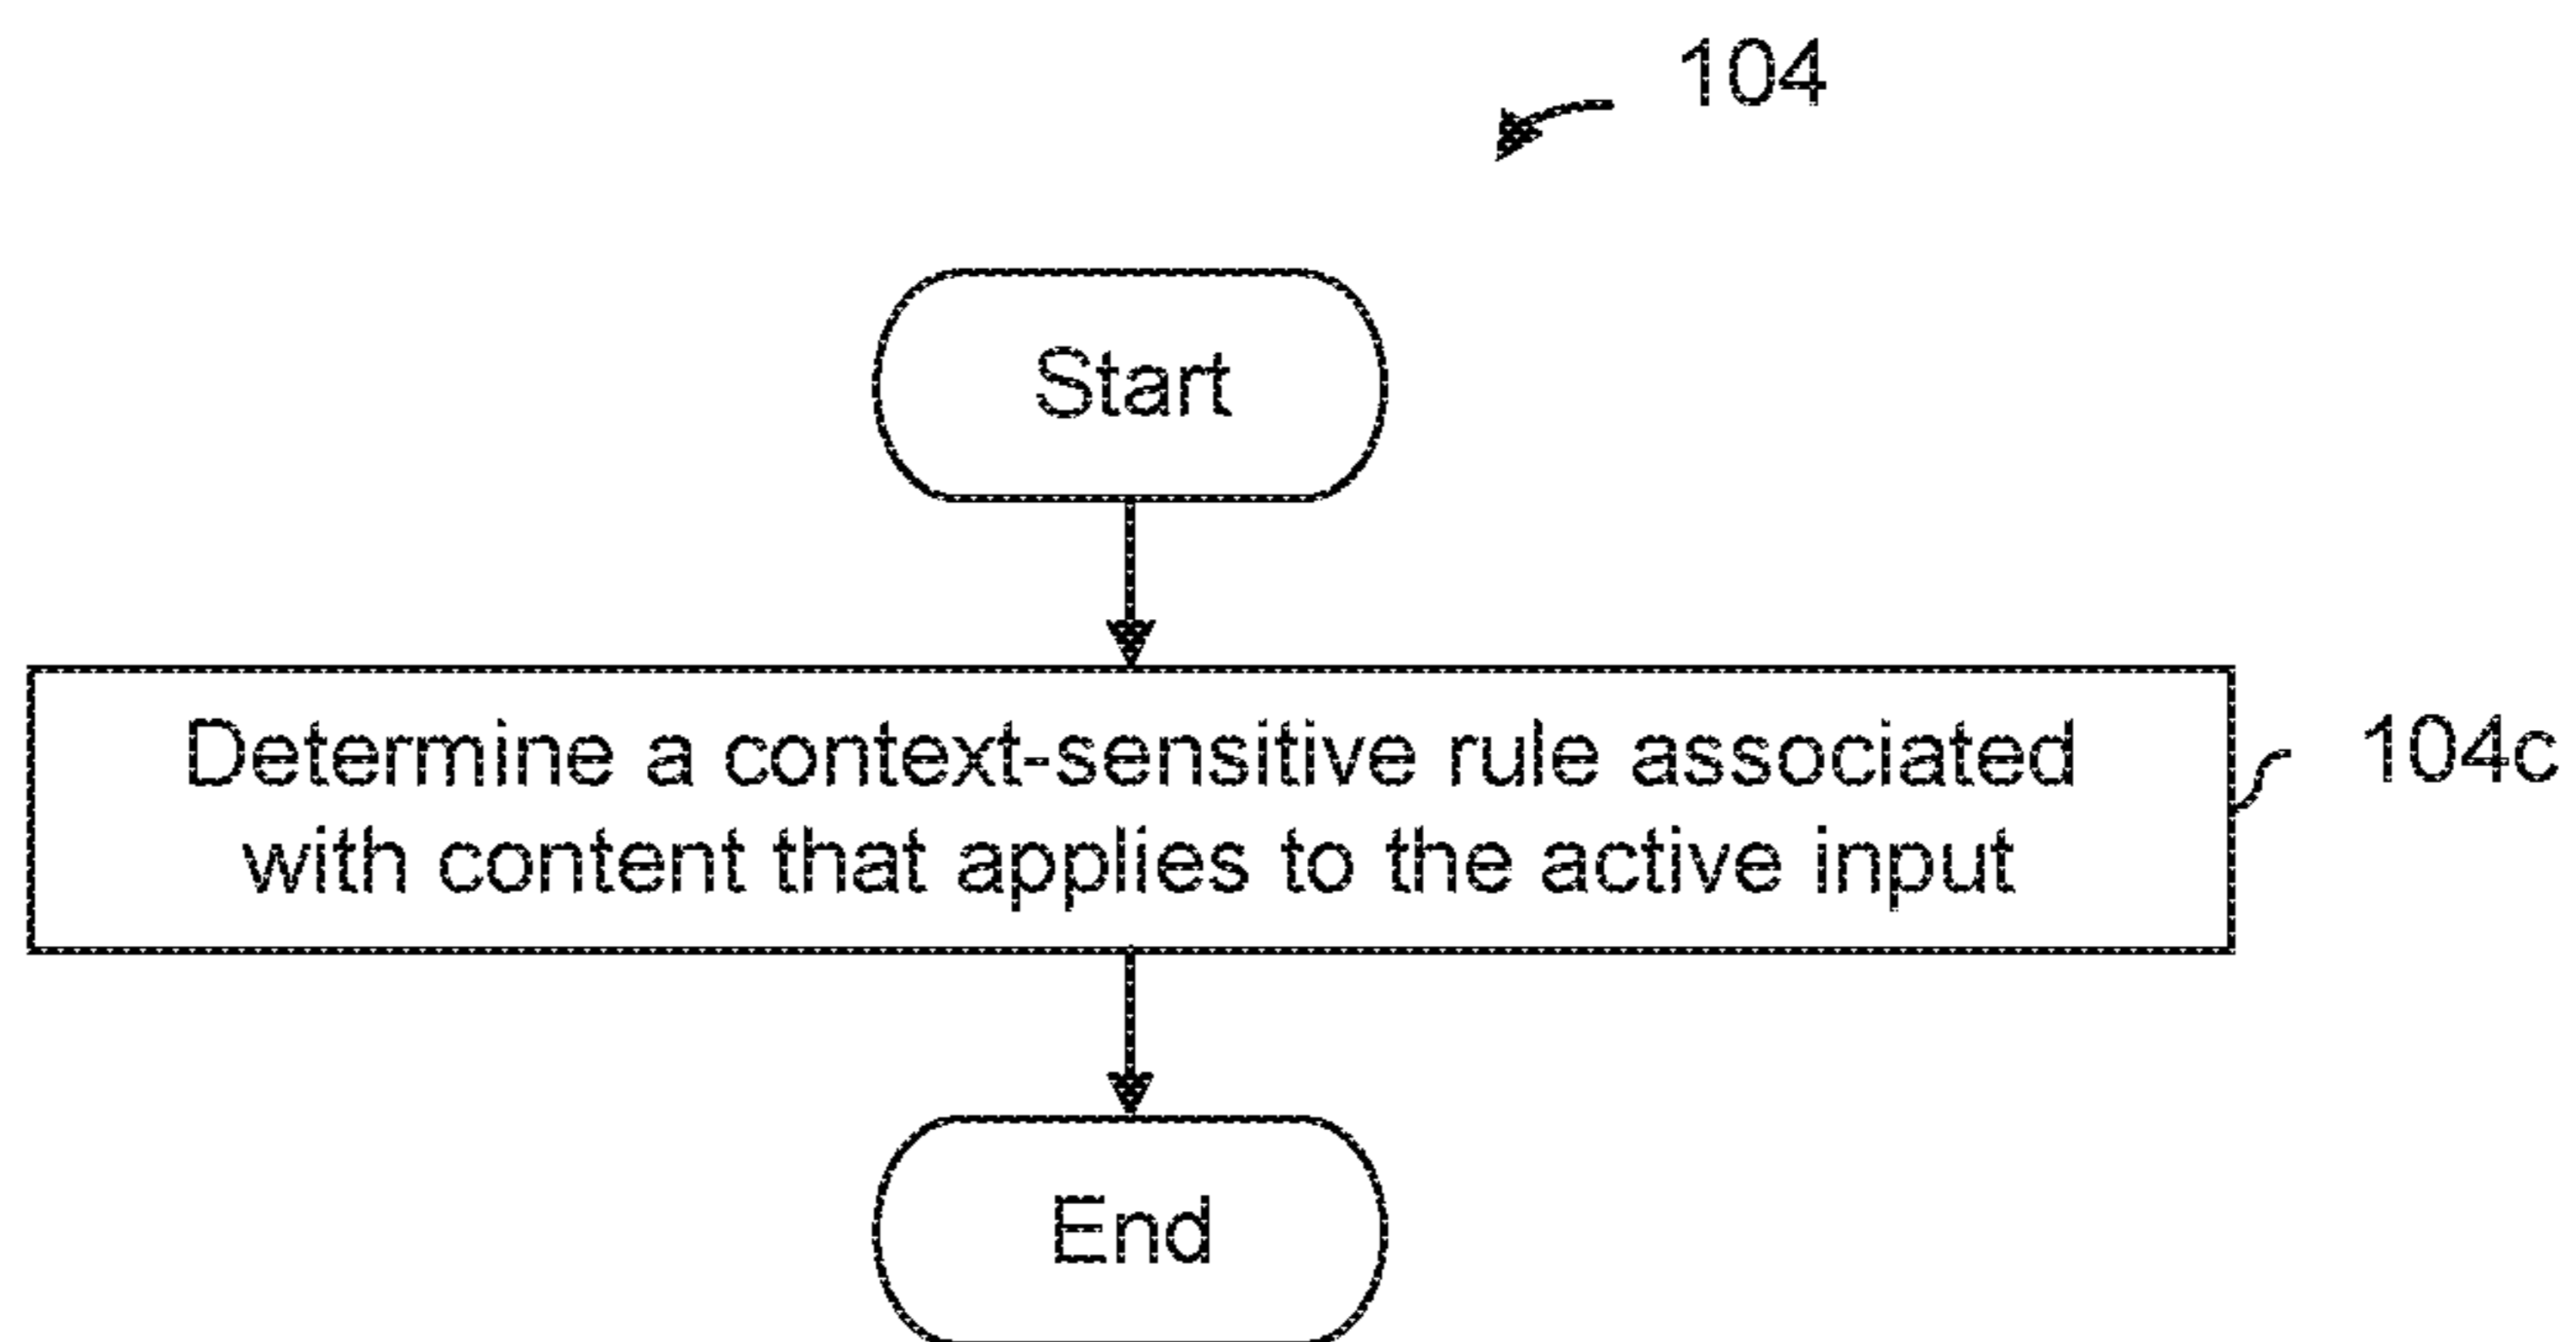 104
Start
Determine a context-sensitive rule associated
with content that applies to the active input
104c
End